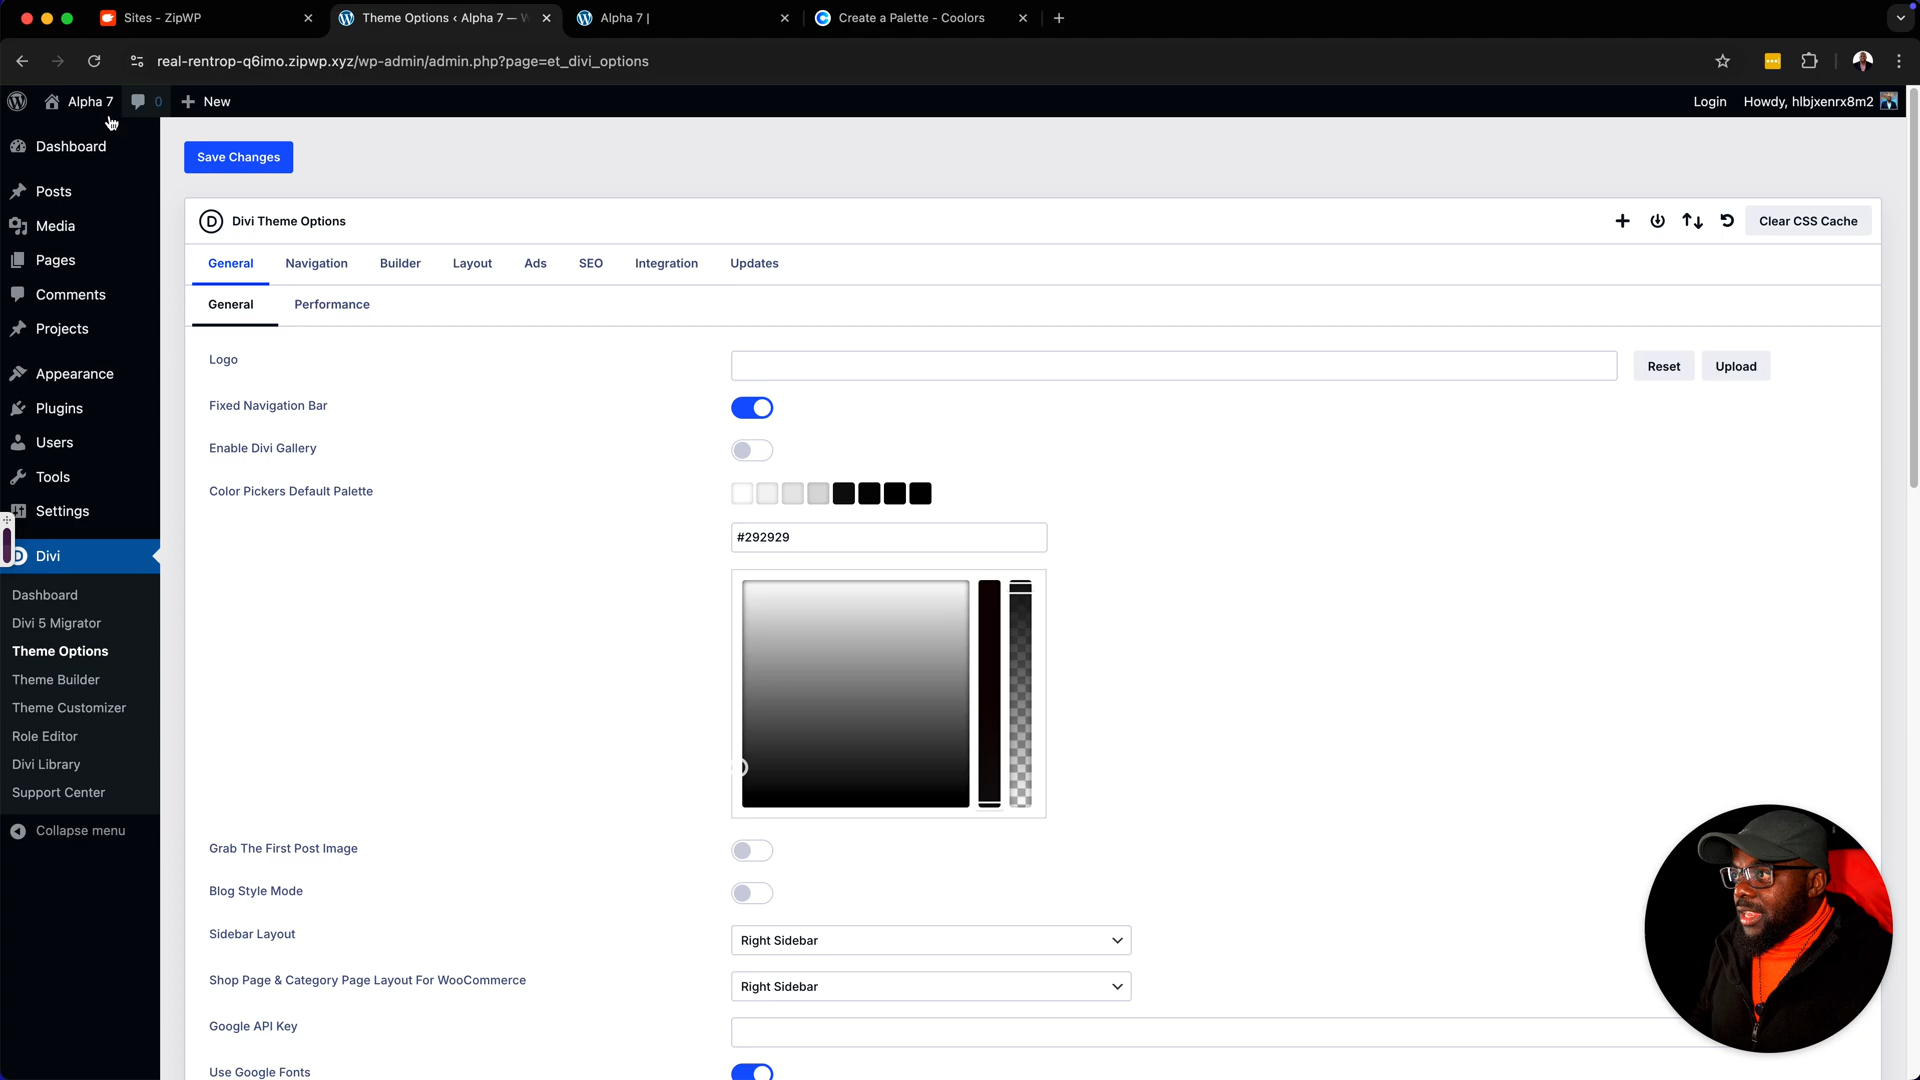 Sites - ZipWP
Theme Options ‹ Alpha 7 — W
Alpha 7 |
Create a Palette - Coolors
real-rentrop-q6imo.zipwp.xyz/wp-admin/admin.php?page=et_divi_options
Alpha 7
0
New
Login
Howdy, hlbjxenrx8m2
Dashboard
Posts
Media
Pages
Comments
Projects
Appearance
Plugins
Users
Tools
Settings
Divi
Dashboard
Divi 5 Migrator
Theme Options
Theme Builder
Theme Customizer
Role Editor
Divi Library
Support Center
Collapse menu
Save Changes
D Divi Theme Options
Clear CSS Cache
General Navigation Builder Layout Ads SEO Integration Updates
General Performance
Logo
Reset Upload
Fixed Navigation Bar
Enable Divi Gallery
Color Pickers Default Palette
#292929
Grab The First Post Image
Blog Style Mode
Sidebar Layout
Right Sidebar
Shop Page & Category Page Layout For WooCommerce
Right Sidebar
Google API Key
Use Google Fonts